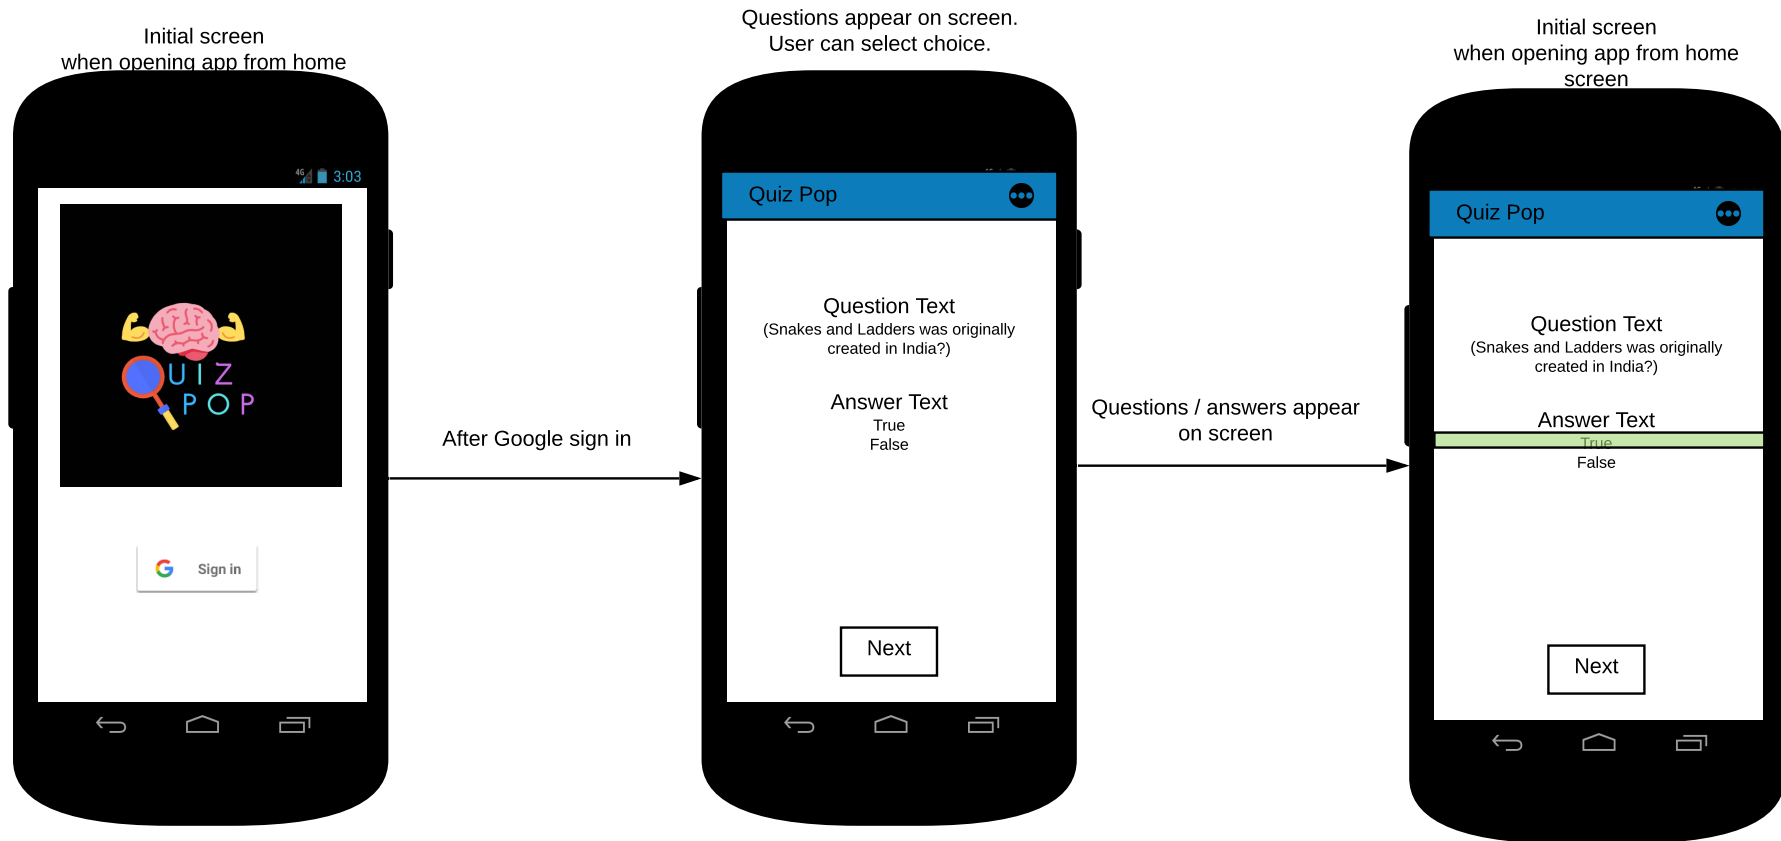 Initial screen
when opening app from home
4G 3:03
UIZ
POP
Sign in
After Google sign in
Questions appear on screen.
User can select choice.
Quiz Pop
Question Text
(Snakes and Ladders was originally
created in India?)
Answer Text
True
False
Next
Questions / answers appear
on screen
Initial screen
when opening app from home
screen
Quiz Pop
Question Text
(Snakes and Ladders was originally
created in India?)
Answer Text
True
False
Next